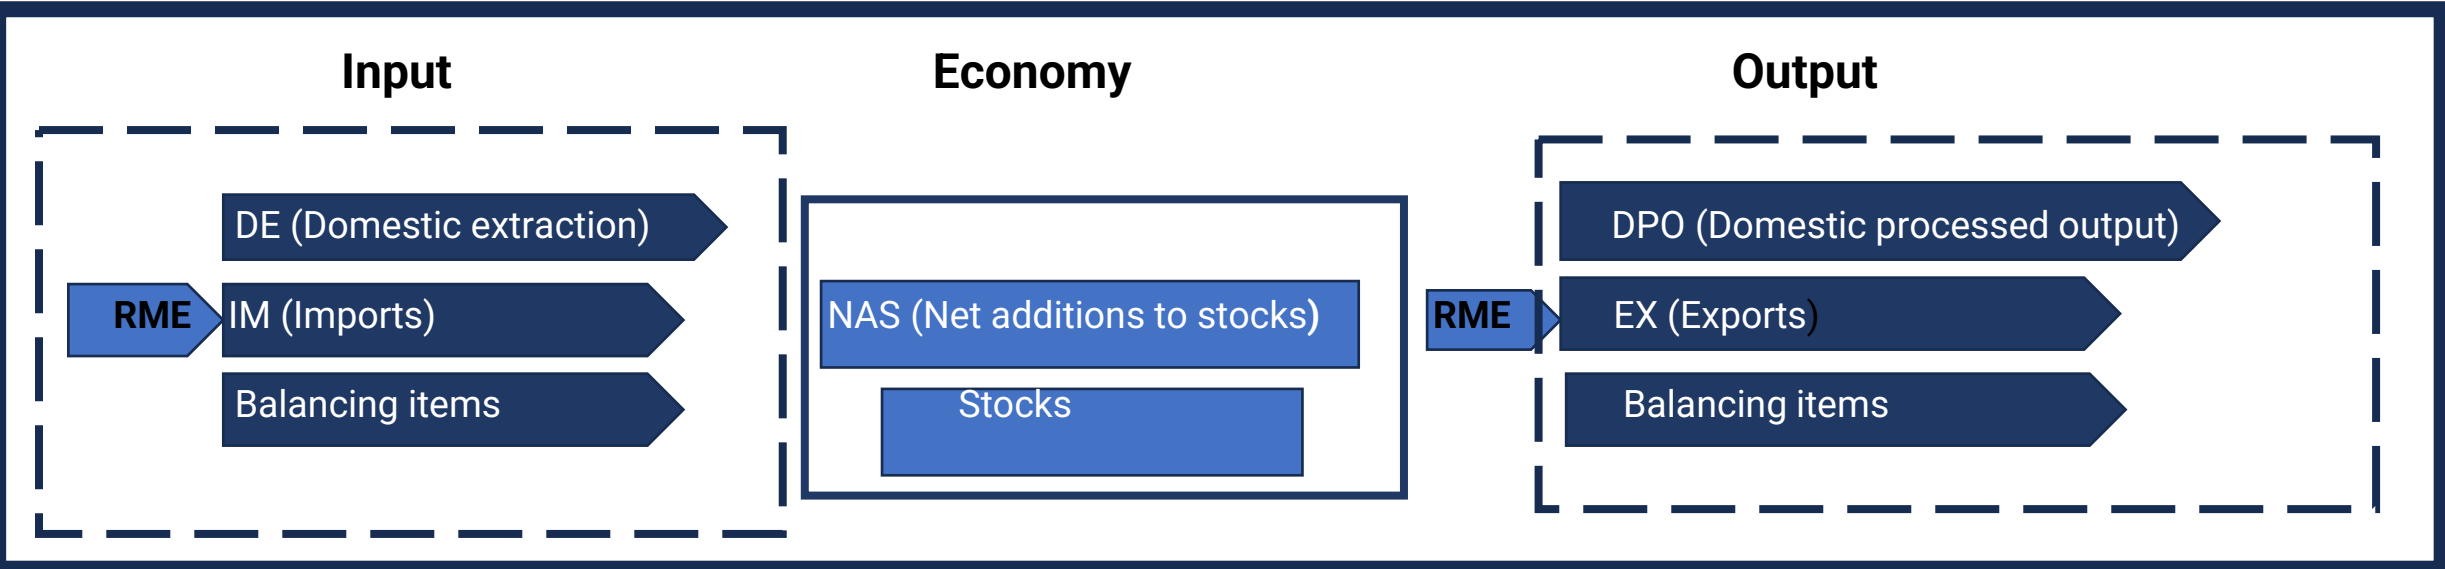 Input
Economy
Output
DE (Domestic extraction)
RME
IM (Imports)
Balancing items
NAS (Net additions to stocks)
Stocks
DPO (Domestic processed output)
RME
EX (Exports)
Balancing items